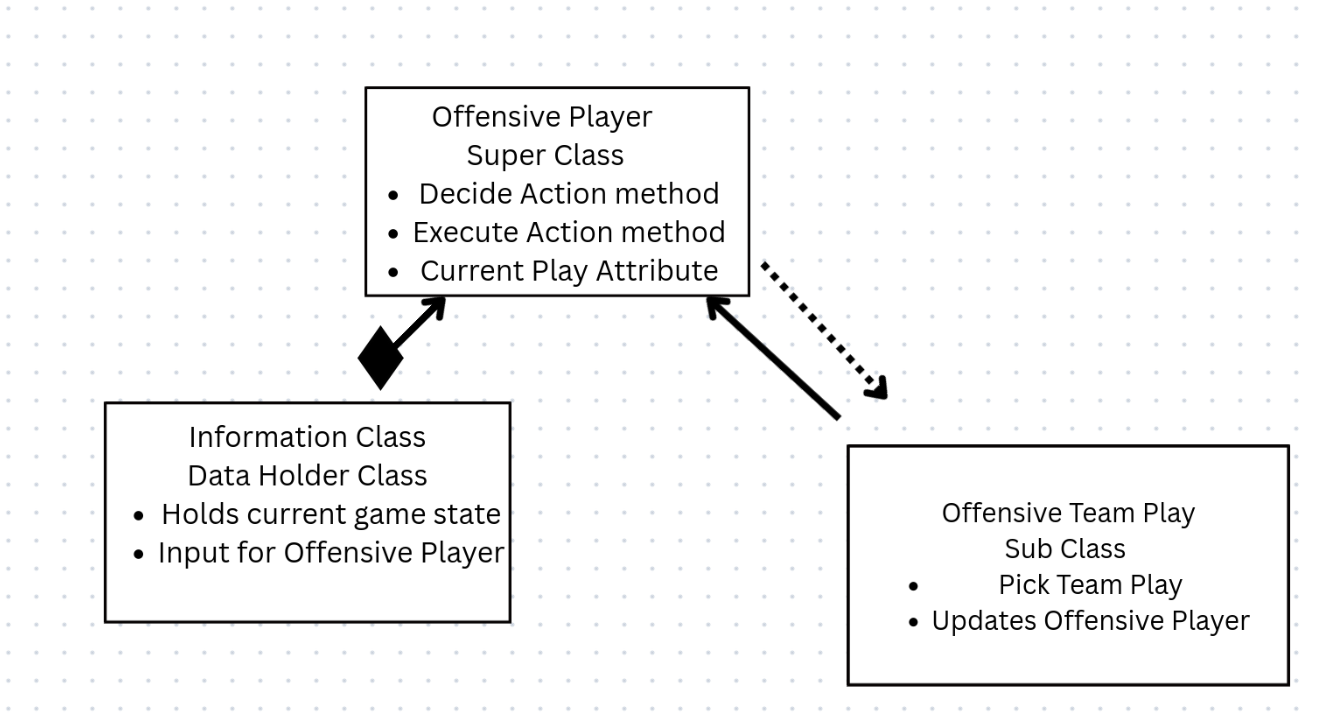 Offensive Player
Super Class
• Decide Action method
• Execute Action method
• Current Play Attribute
Information Class
Data Holder Class
• Holds current game state
• Input for Offensive Player
Offensive Team Play
Sub Class
• Pick Team Play
• Updates Offensive Player